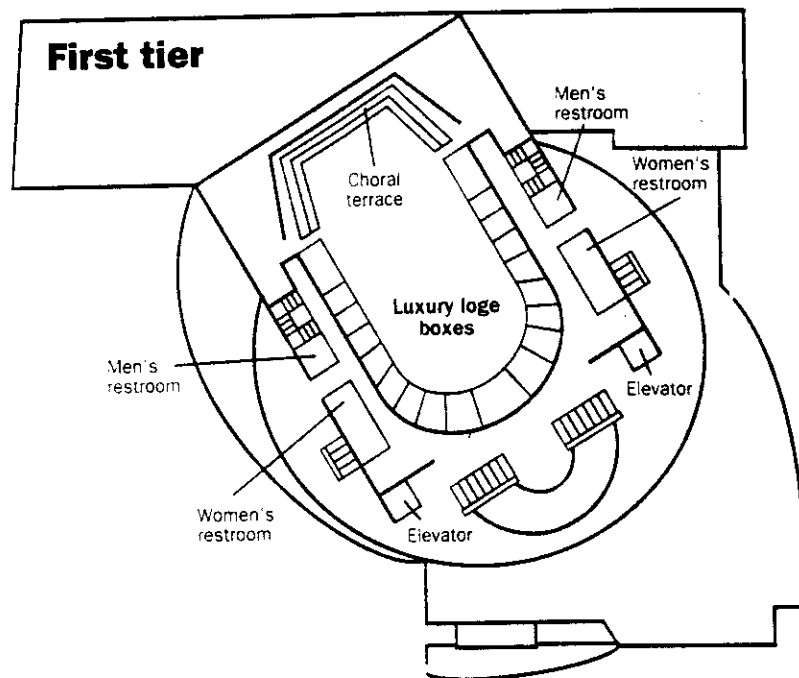 First tier
Men's
restroom
Women's
restroom
Choral
terrace
Luxury loge
boxes
Men's
restroom
Elevator
Women's
restroom
Elevator